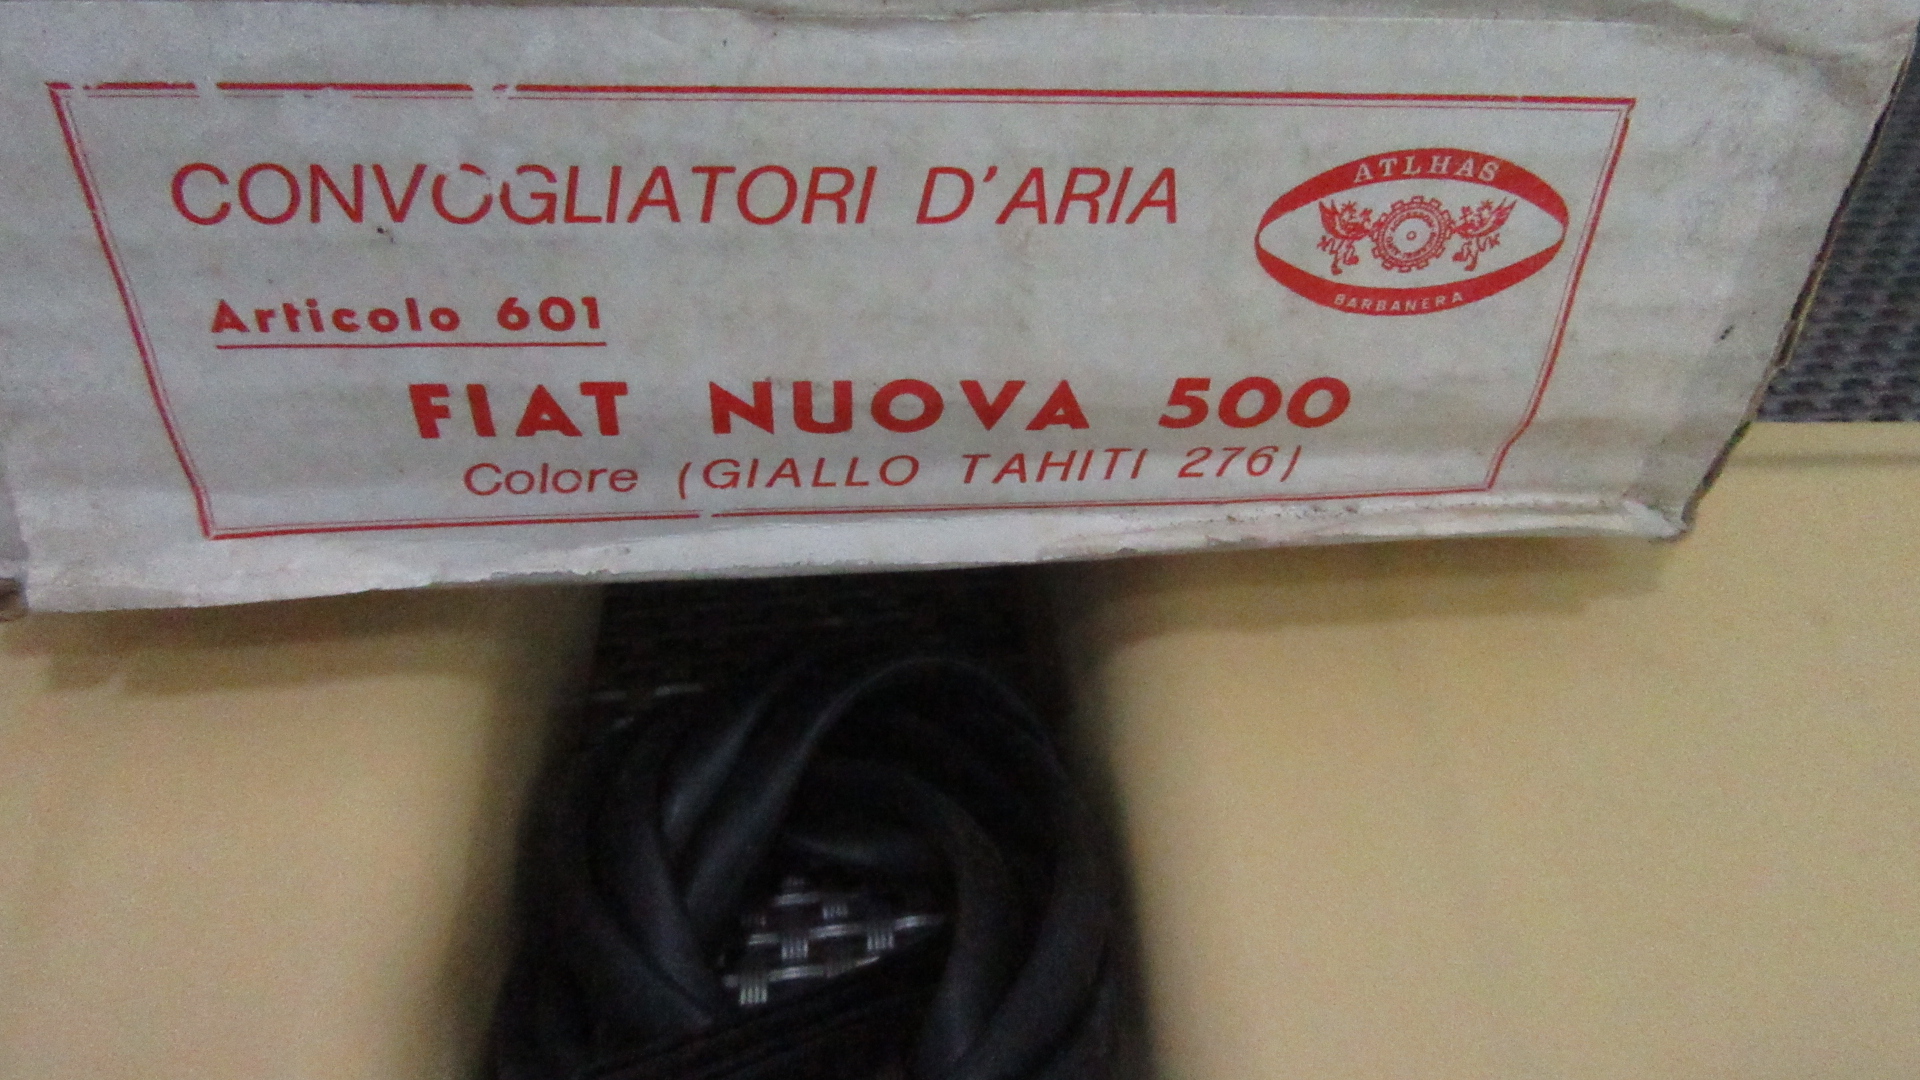 CONVOGLIATORI D'ARIA
ATLHAS
BARBANERA
Articolo 601
FIAT NUOVA 500
Colore (GIALLO TAHITI 276)